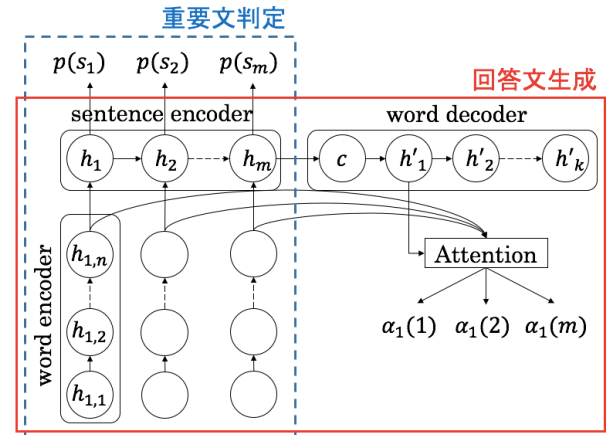 重要文判定
p(s₁) p(s₂) p(sₘ)
回答文生成
sentence encoder
word decoder
h₁ h₂ hₘ c h'₁ h'₂ h'ₖ
word encoder
h₁,ₙ
Attention
h₁,₂
α₁(1) α₁(2) α₁(m)
h₁,₁